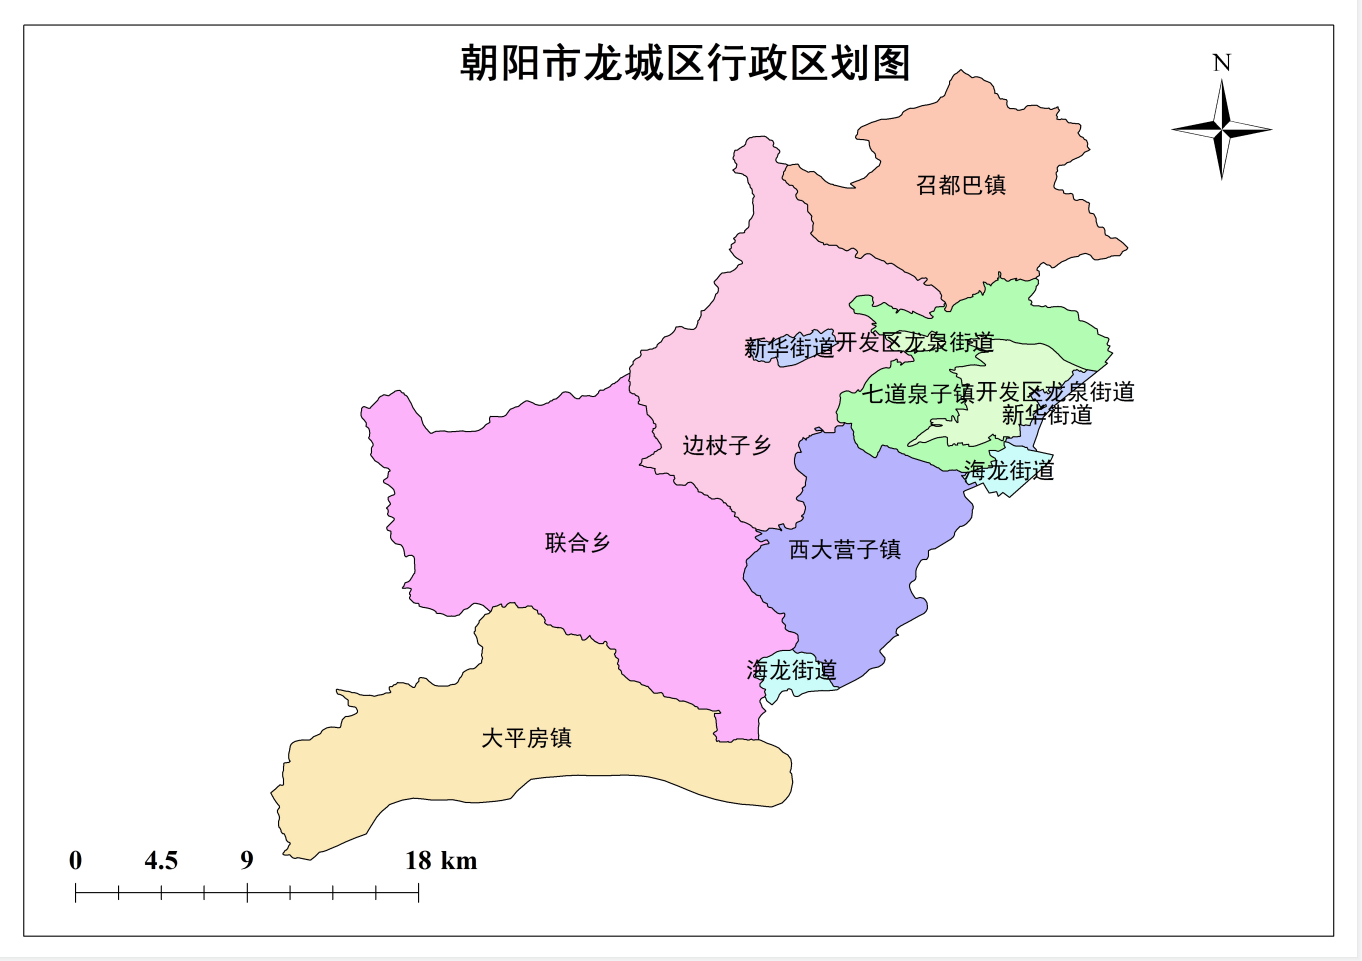 朝阳市龙城区行政区划图
N
召都巴镇
新华街道
开发区龙泉街道
七道泉子镇
开发区龙泉街道
新华街道
边杖子乡
海龙街道
联合乡
西大营子镇
海龙街道
大平房镇
0 4.5 9 18 km